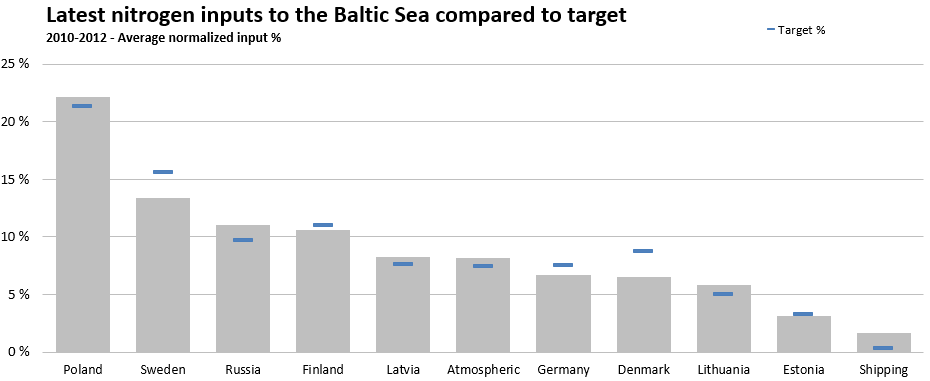 Latest nitrogen inputs to the Baltic Sea compared to target
2010-2012 - Average normalized input %
Target %
25 %
20 %
15 %
10 %
5 %
0 %
Poland Sweden Russia Finland Latvia Atmospheric Germany Denmark Lithuania Estonia Shipping